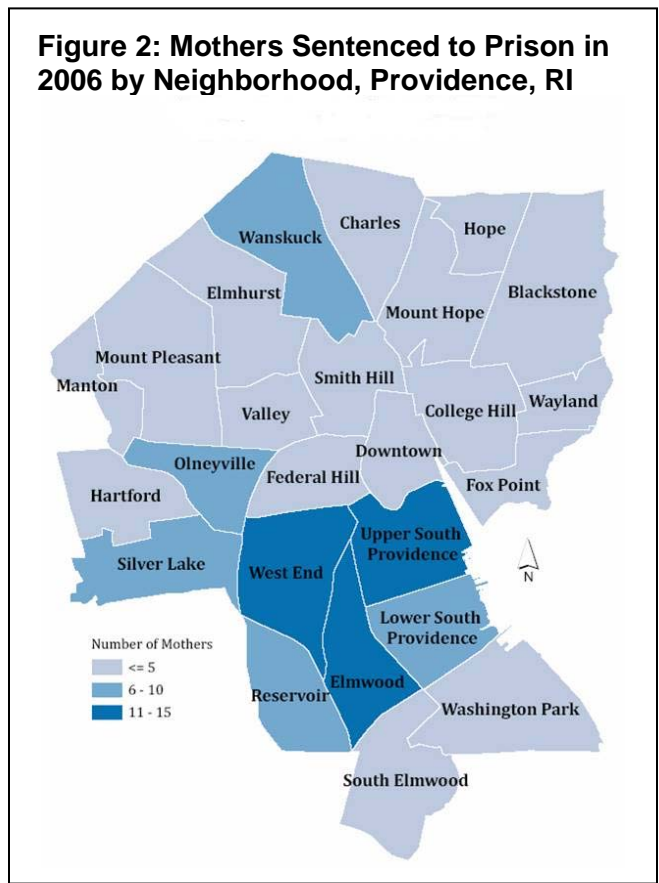 Figure 2: Mothers Sentenced to Prison in
2006 by Neighborhood, Providence, RI
Charles
Hope
Wanskuck
Blackstone
Elmhurst
Mount Hope
Mount Pleasant
Smith Hill
Manton
Wayland
College Hill
Valley
Downtown
Olneyville
Federal Hill
Fox Point
Hartford
Upper South
Providence
Silver Lake
West End
N
Lower South
Providence
Number of Mothers
<= 5
6 - 10
11 - 15
Elmwood
Reservoir
Washington Park
South Elmwood